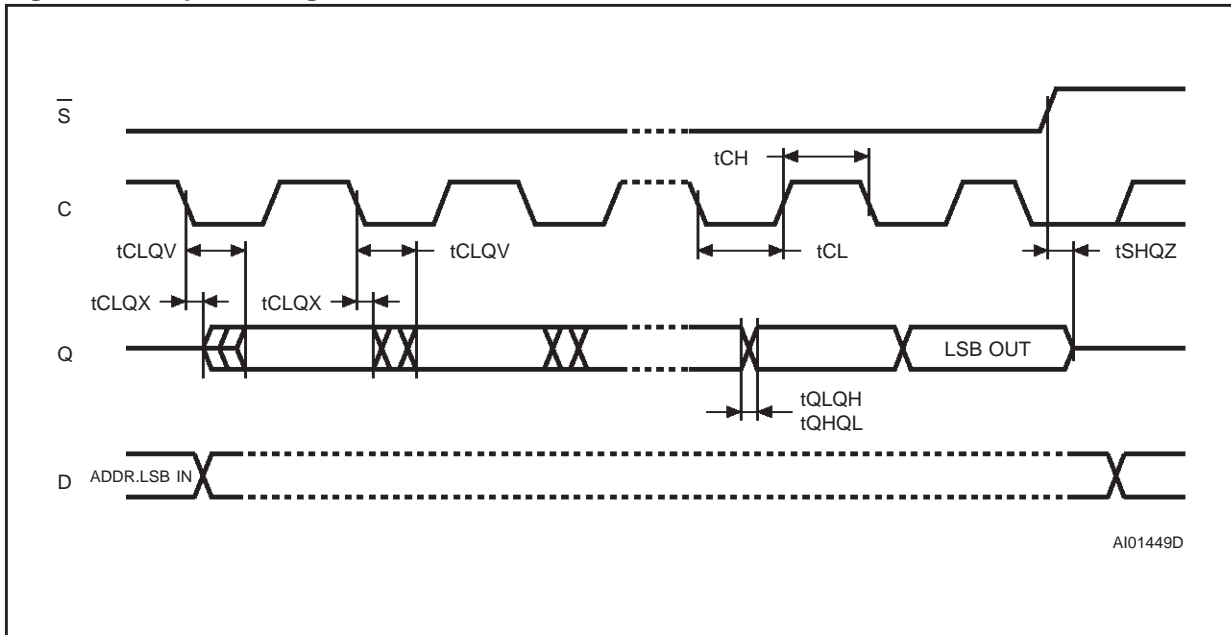 S
tCH
C
tCLQV
tCLQV
tCL
tSHQZ
tCLQX
tCLQX
Q
LSB OUT
tQLQH
tQHQL
D
ADDR.LSB IN
AI01449D